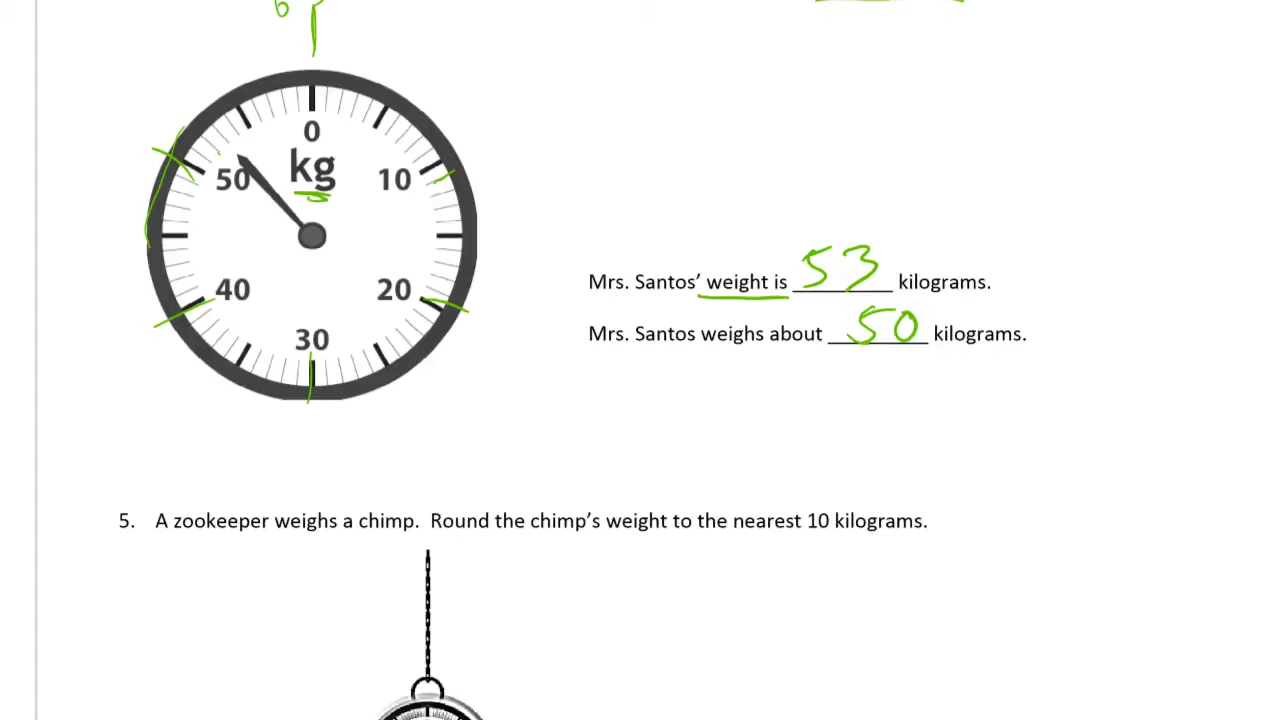 0
kg
50
10
40
20
30
Mrs. Santos’ weight is 53 kilograms.
Mrs. Santos weighs about 50 kilograms.
5. A zookeeper weighs a chimp. Round the chimp’s weight to the nearest 10 kilograms.